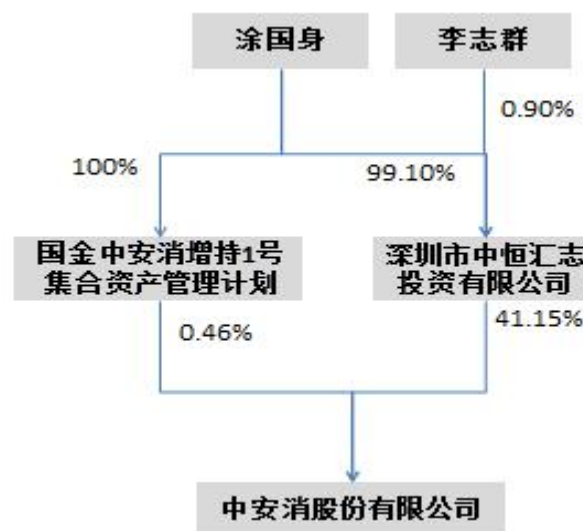 涂国身
李志群
0.90%
100%
99.10%
国金中安消增持1号
集合资产管理计划
深圳市中恒汇志
投资有限公司
0.46%
41.15%
中安消股份有限公司